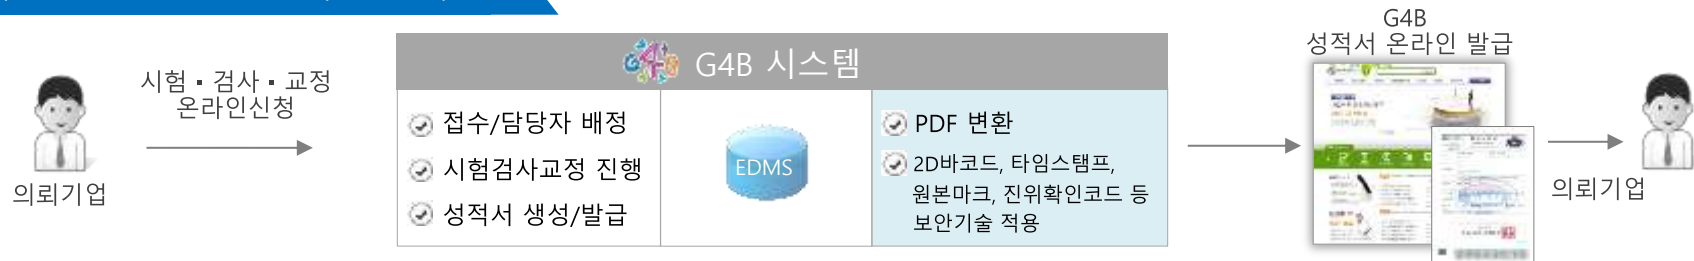 시험 ▪ 검사 ▪ 교정
온라인신청
의뢰기업
G4B 시스템
접수/담당자 배정
시험검사교정 진행
성적서 생성/발급
EDMS
PDF 변환
2D바코드, 타임스탬프,
원본마크, 진위확인코드 등
보안기술 적용
G4B
성적서 온라인 발급
의뢰기업